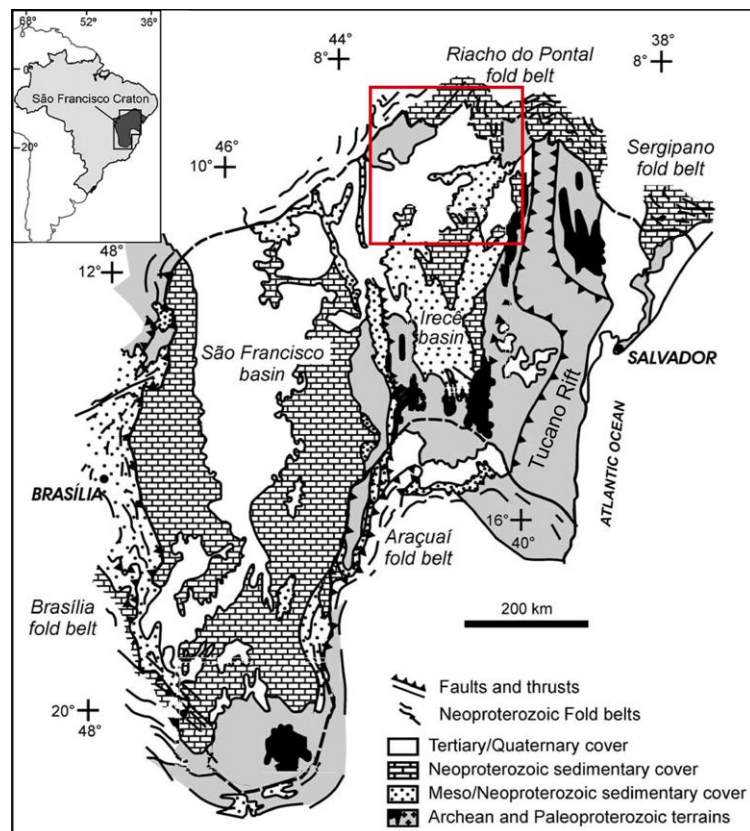 68° 52° 36°
0°
São Francisco
Craton
20°
44°
8°
Riacho do Pontal
fold belt
38°
8°
46°
10°
Sergipano
fold belt
48°
12°
São Francisco
basin
Irecê
basin
SALVADOR
Tucano Rift
ATLANTIC OCEAN
BRASÍLIA
16°
40°
Araçuaí
fold belt
Brasília
fold belt
200 km
20°
48°
Faults and thrusts
Neoproterozoic Fold belts
Tertiary/Quaternary cover
Neoproterozoic sedimentary cover
Meso/Neoproterozoic sedimentary cover
Archean and Paleoproterozoic terrains